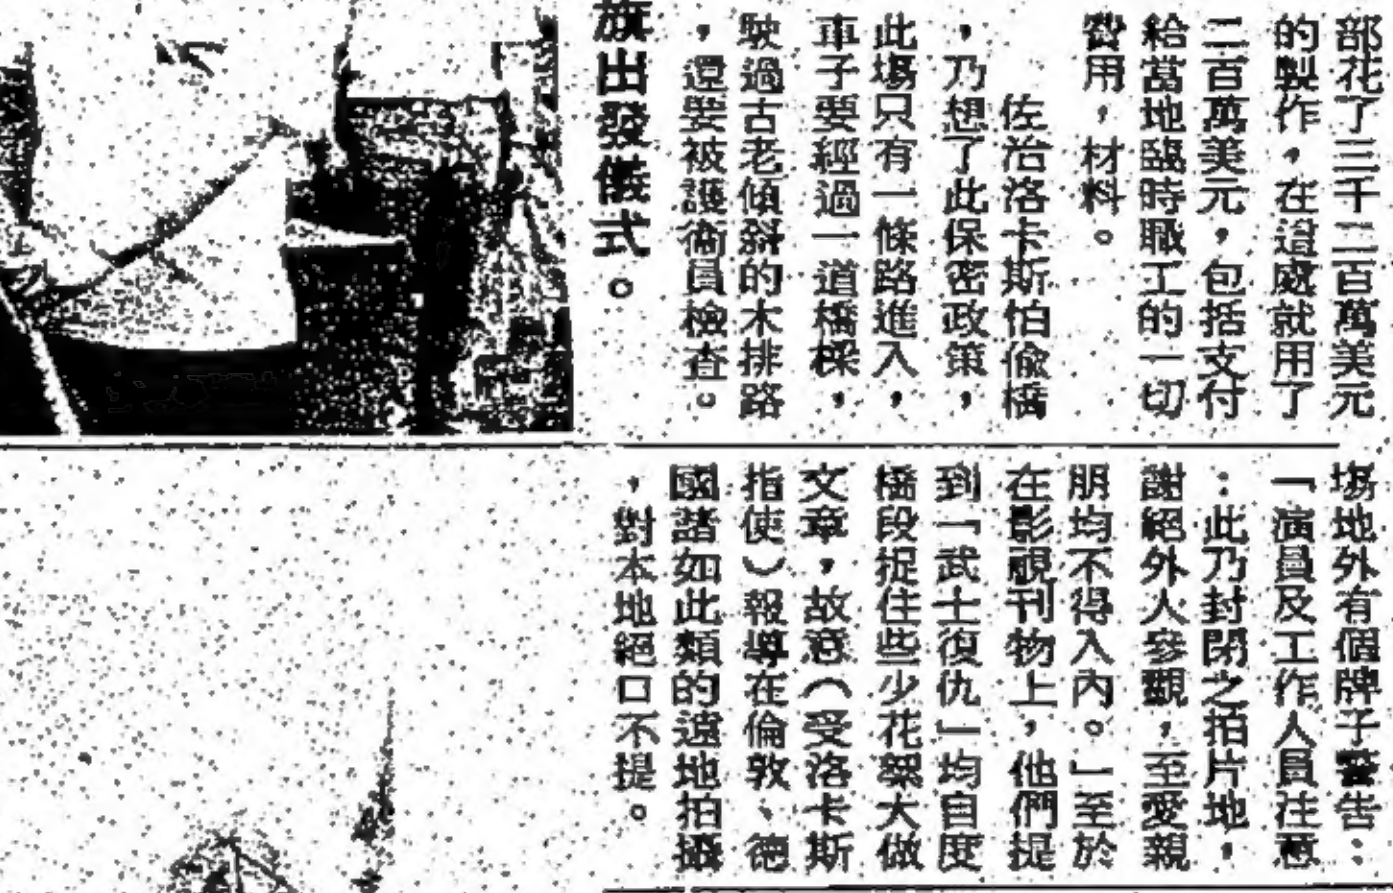 部花了三千二百萬美元
的製作，在這處就用了
二百萬美元，包括支付
給當地臨時職工的一切
費用，材料。
佐治洛卡斯怕偸橋
，乃想了此保密政策，
此場只有一條路進入，
車子要經過一道橋樑，
駛過古老傾斜的木排路
，還要被護衞員檢查。
旗出發儀式。
塲地外有個牌子警告：
「演員及工作人員注意
：此乃封閉之拍片地，
謝絕外人參觀，至愛親
朋均不得入內。」至於
在影視刊物上，他們提
到「武士復仇」均自度
橋段捉住些少花絮大做
文章，故意（受洛卡斯
指使）報導在倫敦、德
國諸如此類的遠地拍攝
，對本地絕口不提。